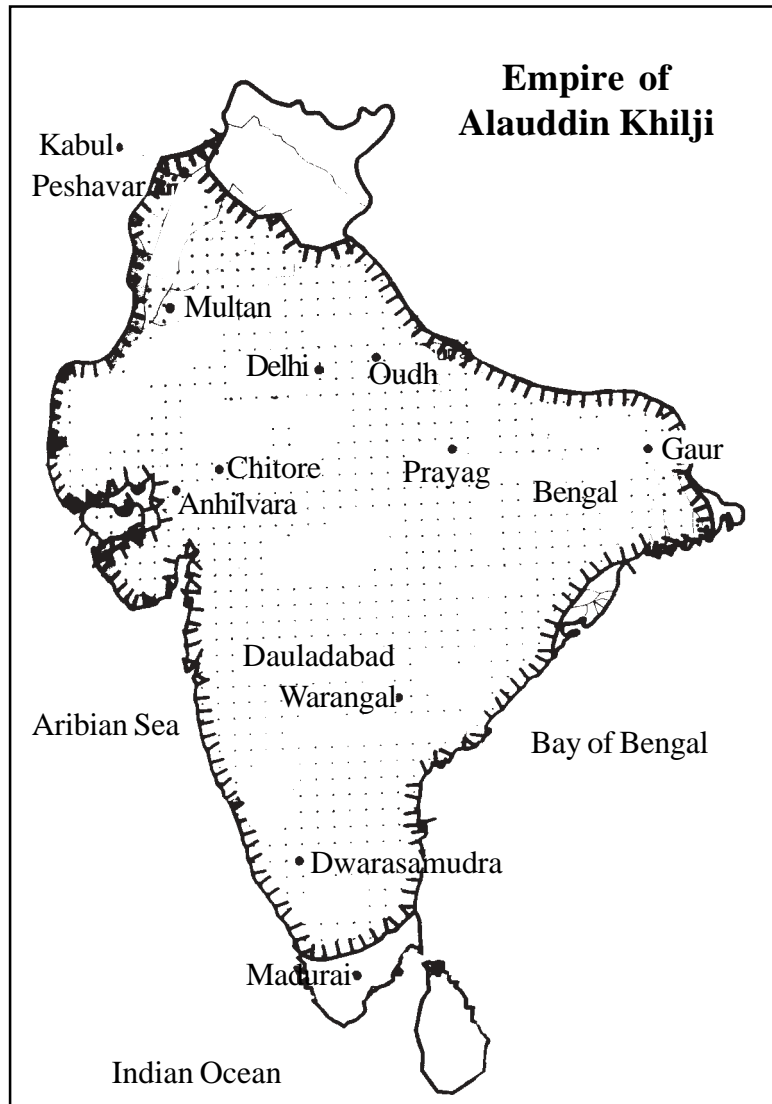 Empire of
Alauddin Khilji
Kabul
Peshavar
Multan
Delhi
Oudh
Chitore
Prayag
Gaur
Anhilvara
Bengal
Dauladabad
Warangal
Aribian Sea
Bay of Bengal
Dwarasamudra
Madurai
Indian Ocean